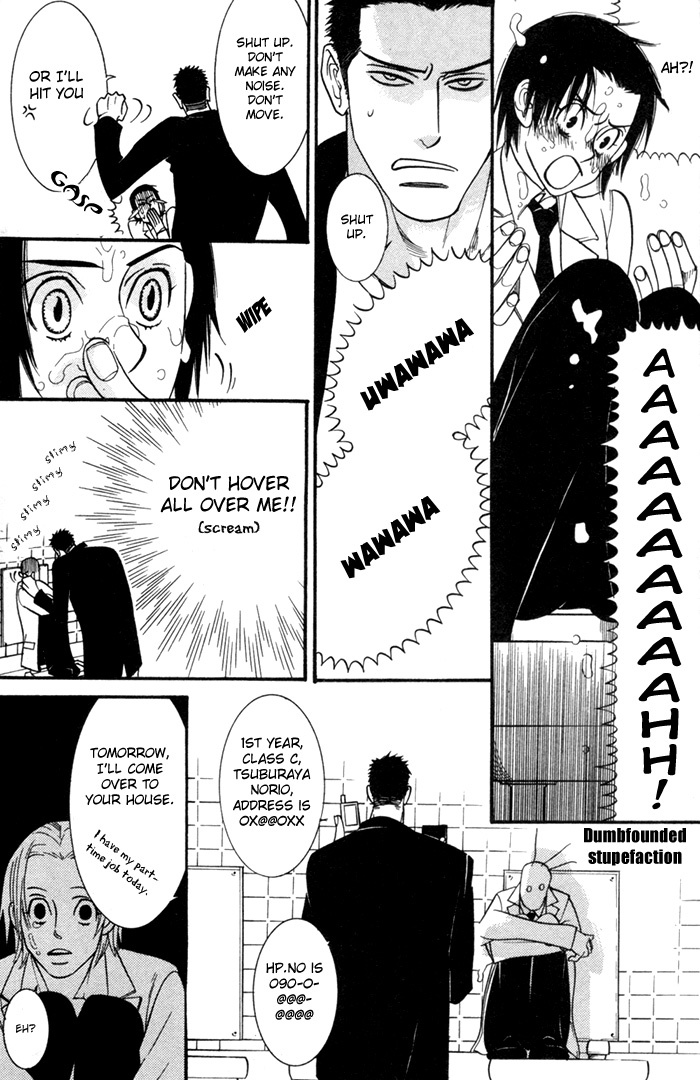 AH?!
AAAAAAAAAAAHH!
SHUT
UP.
UWAWAWA
WAWAWA
SHUT UP.
DON'T
MAKE ANY
NOISE.
DON'T
MOVE.
OR I'LL
HIT YOU
GASP
WIPE
DON'T HOVER
ALL OVER ME!!
(scream)
slimy
slimy
slimy
slimy
Dumbfounded
stupefaction
1ST YEAR,
CLASS C,
TSUBURAYA
NORIO,
ADDRESS IS
OX@@OXX
HP.NO IS
090-0-
@@@-
@@@@
TOMORROW,
I'LL COME
OVER TO
YOUR HOUSE.
I have my part-
time job today.
EH?